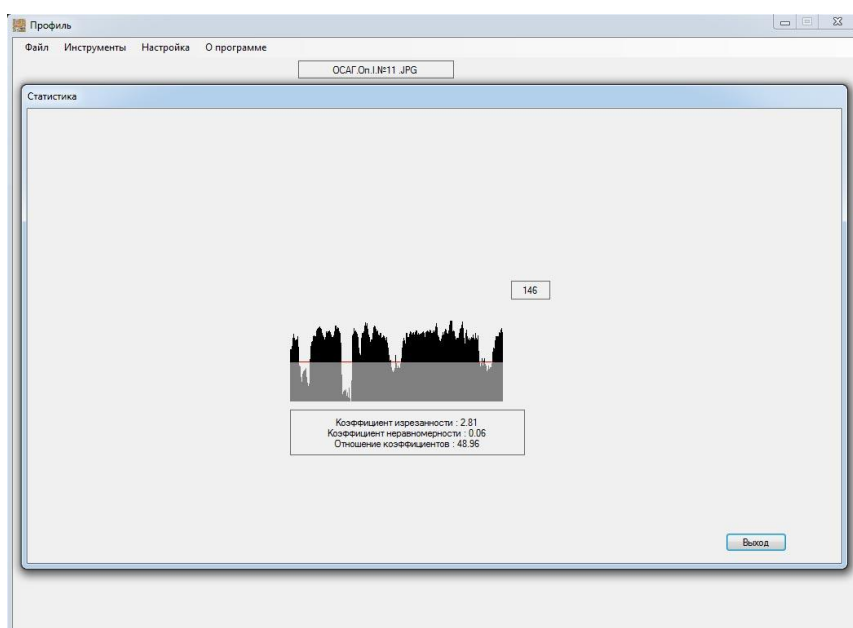 Профиль
Файл Инструменты Настройка О программе
ОСАГ.Оп.I.№11 .JPG
Статистика
146
Коэффициент изрезанности : 2.81
Коэффициент неравномерности : 0.06
Отношение коэффициентов : 48.96
Выход